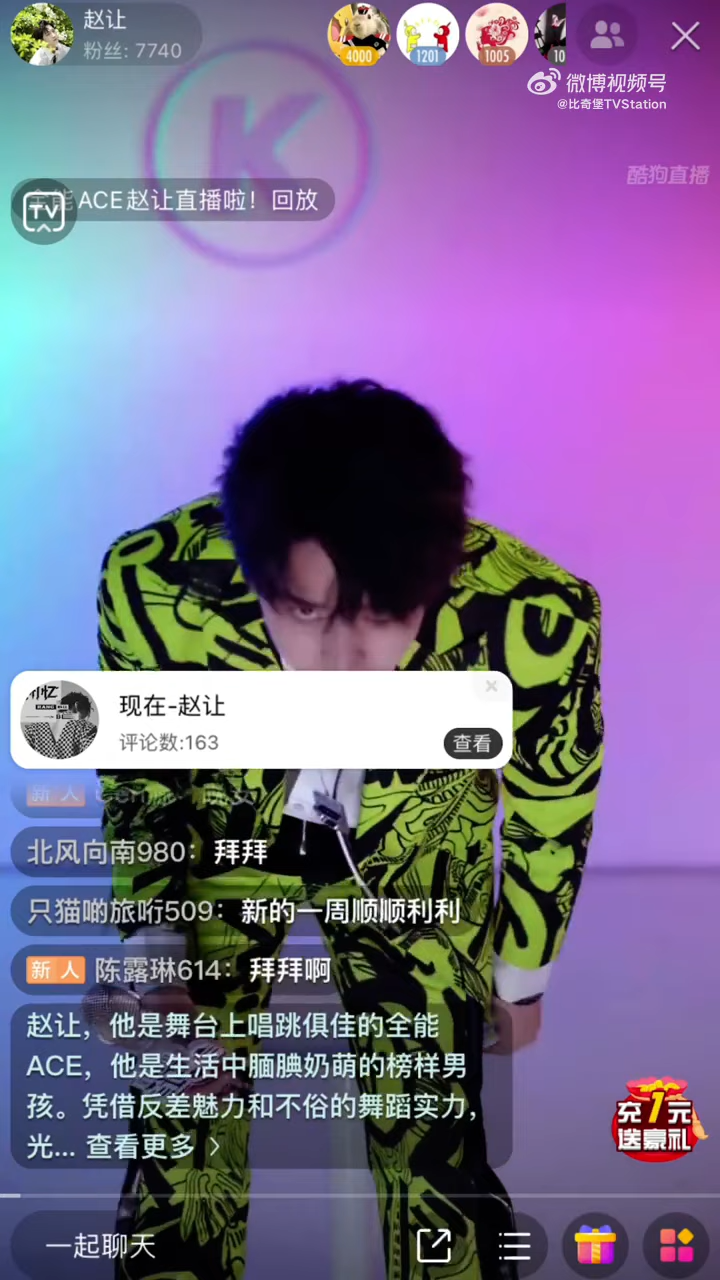 赵让
粉丝: 7740
4000
1201
1005
10
微博视频号
@比奇堡TVStation
K
酷狗直播
全能ACE赵让直播啦！回放
TV
现在-赵让
评论数:163
查看
新人
北风向南980：拜拜
只猫啲旅哘509：新的一周顺顺利利
新人 陈露琳614：拜拜啊
赵让，他是舞台上唱跳俱佳的全能
ACE，他是生活中腼腆奶萌的榜样男
孩。凭借反差魅力和不俗的舞蹈实力，
光... 查看更多
充1元
送豪礼
一起聊天